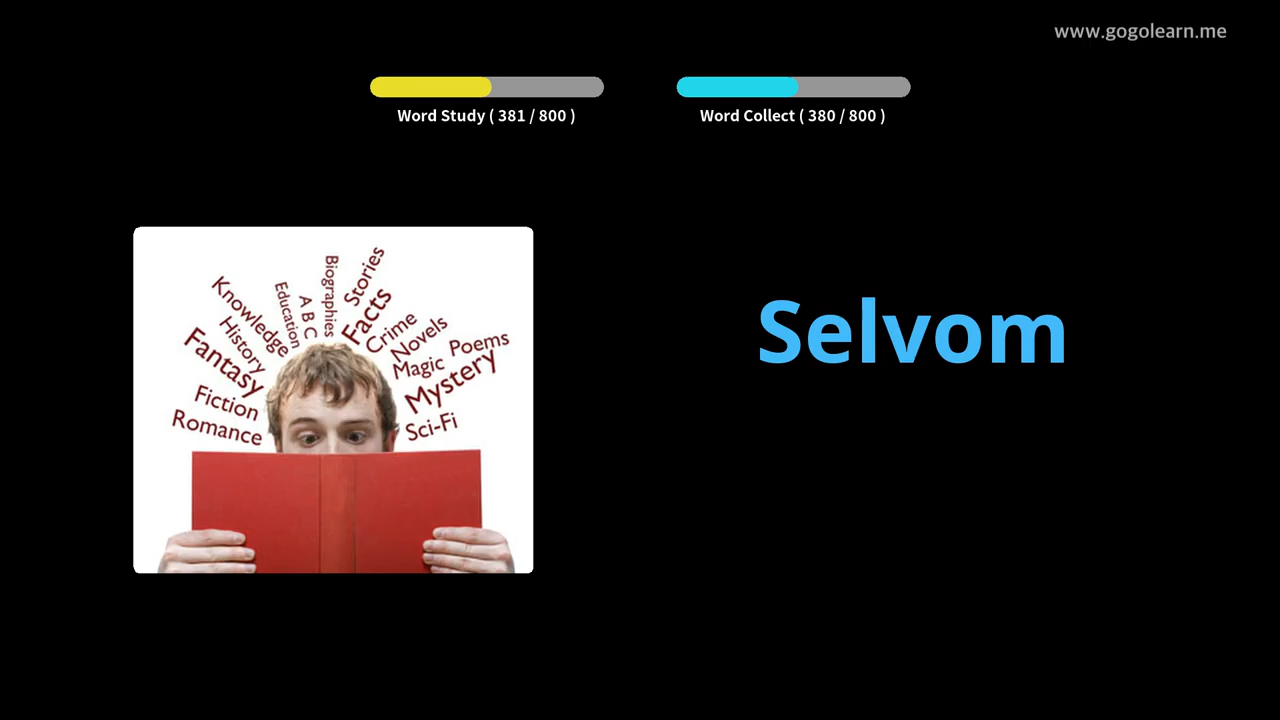 www.gogolearn.me
Word Study ( 381 / 800 )
Word Collect ( 380 / 800 )
Selvom
Biographies
Stories
Education
A B C
Facts
Knowledge
Crime
History
Novels
Fantasy
Poems
Magic
Mystery
Fiction
Romance
Sci-Fi